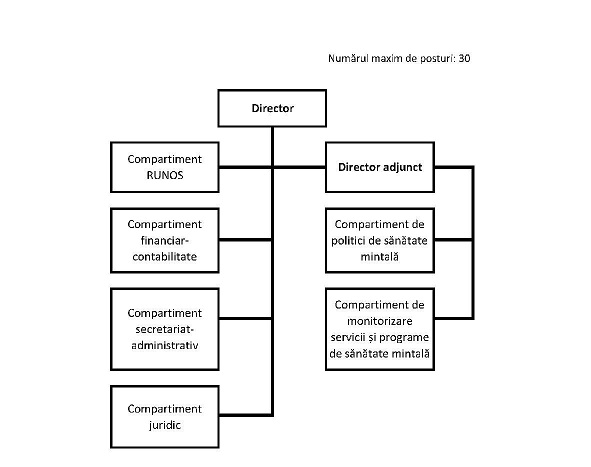 Numărul maxim de posturi: 30
Director
Compartiment
RUNOS
Director adjunct
Compartiment
financiar-
contabilitate
Compartiment de
politici de sănătate
mintală
Compartiment
secretariat-
administrativ
Compartiment de
monitorizare
servicii și programe
de sănătate mintală
Compartiment
juridic